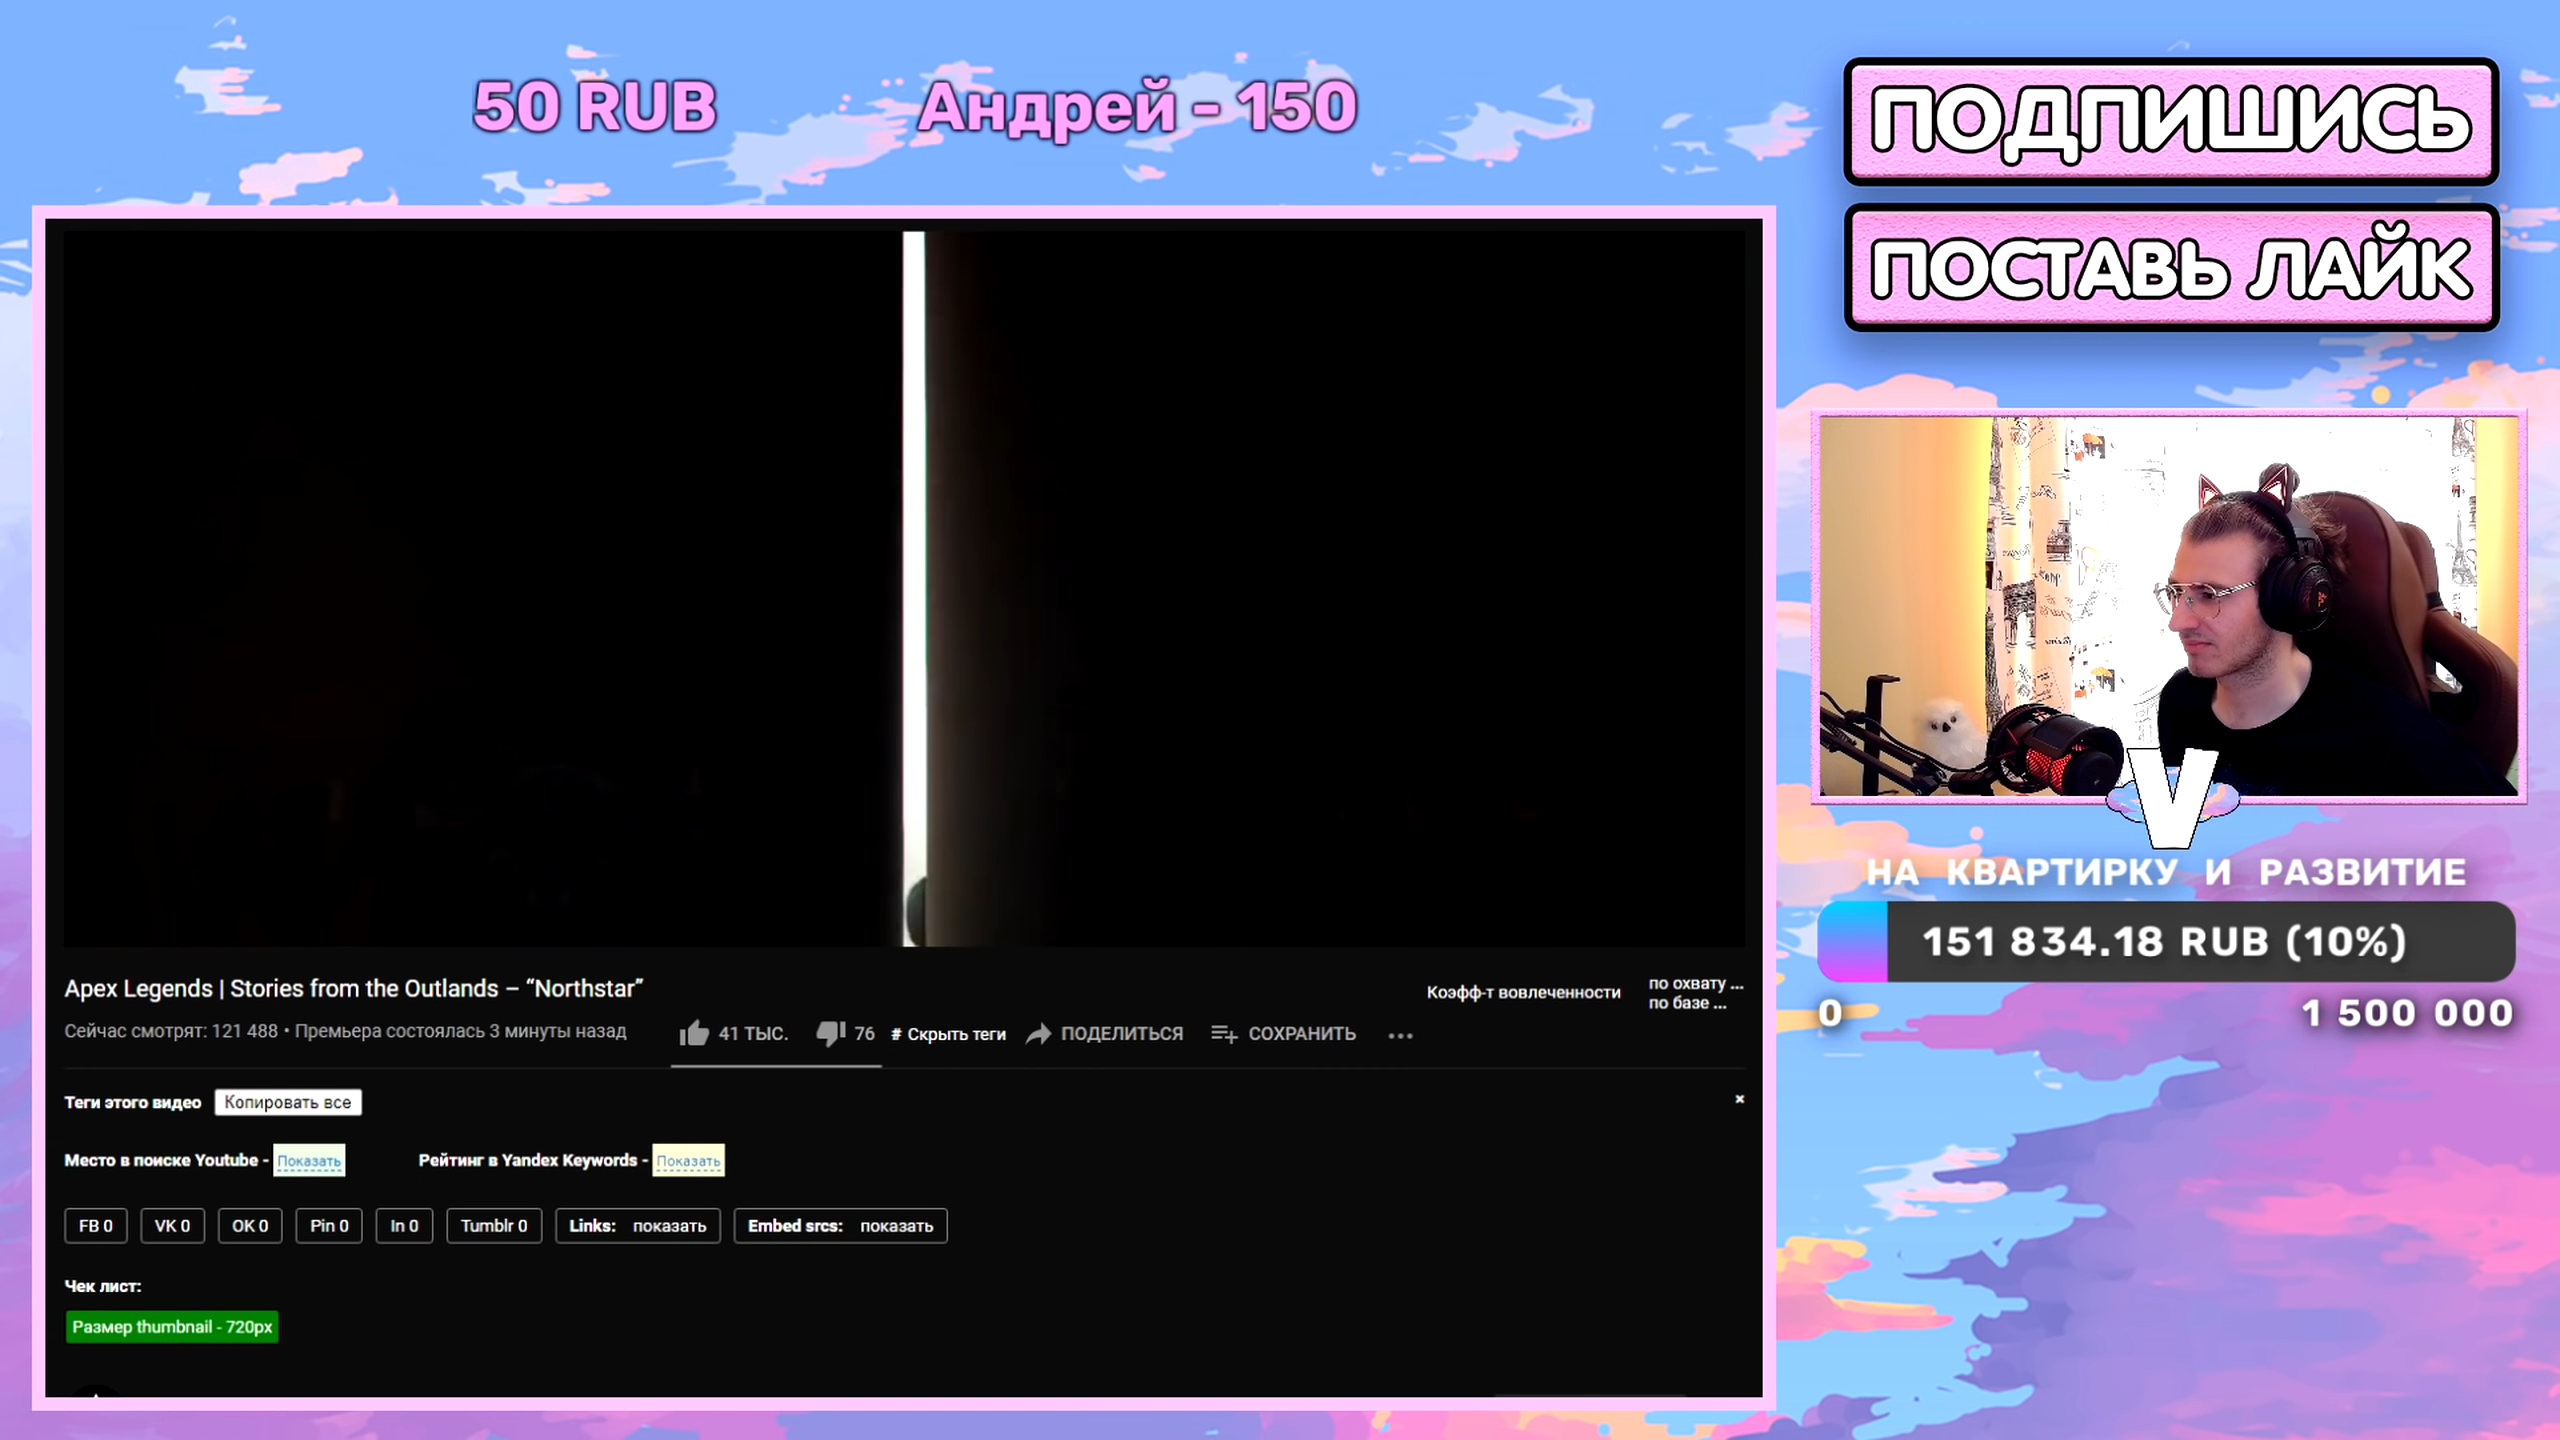 50 RUB
Андрей - 150
ПОДПИШИСЬ
ПОСТАВЬ ЛАЙК
V
НА КВАРТИРКУ И РАЗВИТИЕ
151 834.18 RUB (10%)
0
1 500 000
Apex Legends | Stories from the Outlands – “Northstar”
Коэфф-т вовлеченности
по охвату ...
по базе ...
Сейчас смотрят: 121 488 • Премьера состоялась 3 минуты назад
41 ТЫС.
76
# Скрыть теги
ПОДЕЛИТЬСЯ
СОХРАНИТЬ
Теги этого видео
Копировать все
Место в поиске Youtube - Показать
Рейтинг в Yandex Keywords - Показать
FB 0
VK 0
OK 0
Pin 0
In 0
Tumblr 0
Links: показать
Embed srcs: показать
Чек лист:
Размер thumbnail - 720px